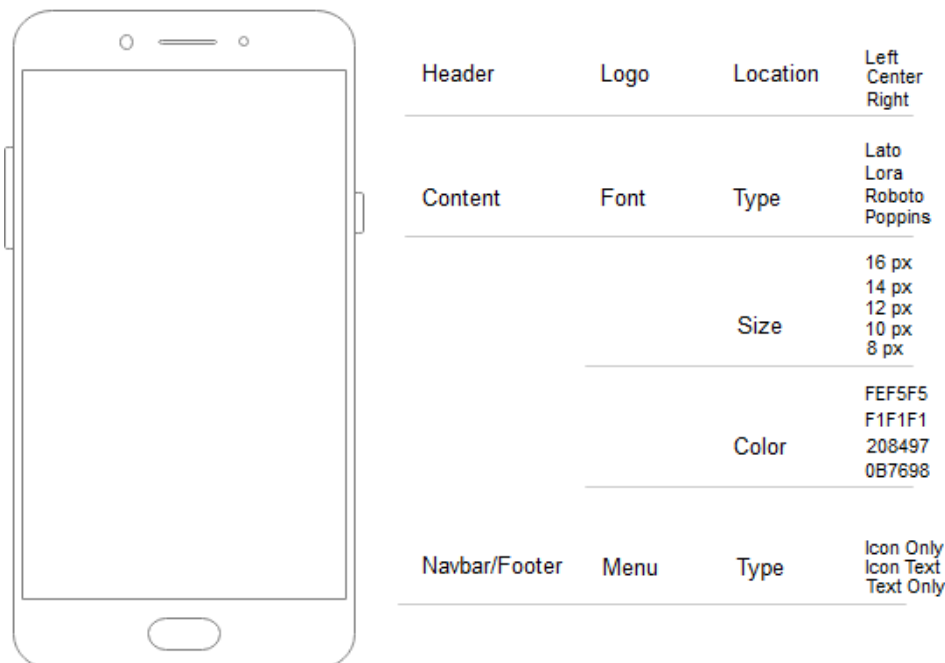 Header Logo Location Left
Center
Right
Content Font Type Lato
Lora
Roboto
Poppins
Size 16 px
14 px
12 px
10 px
8 px
Color FEF5F5
F1F1F1
208497
0B7698
Navbar/Footer Menu Type Icon Only
Icon Text
Text Only